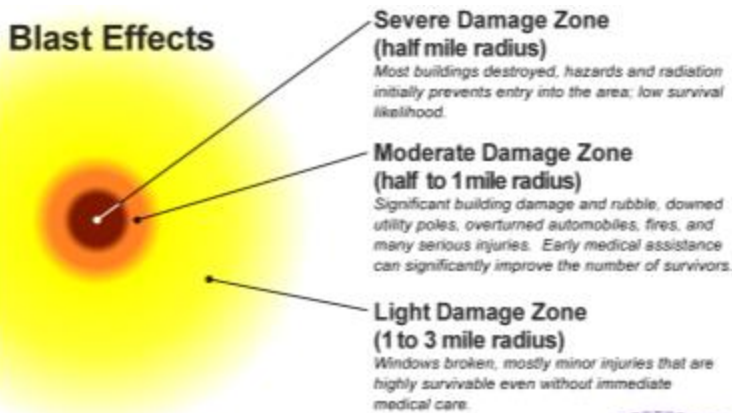 Blast Effects
Severe Damage Zone
(half mile radius)
Most buildings destroyed, hazards and radiation
initially prevents entry into the area; low survival
likelihood.
Moderate Damage Zone
(half to 1 mile radius)
Significant building damage and rubble, downed
utility poles, overturned automobiles, fires, and
many serious injuries. Early medical assistance
can significantly improve the number of survivors.
Light Damage Zone
(1 to 3 mile radius)
Windows broken, mostly minor injuries that are
highly survivable even without immediate
medical care.